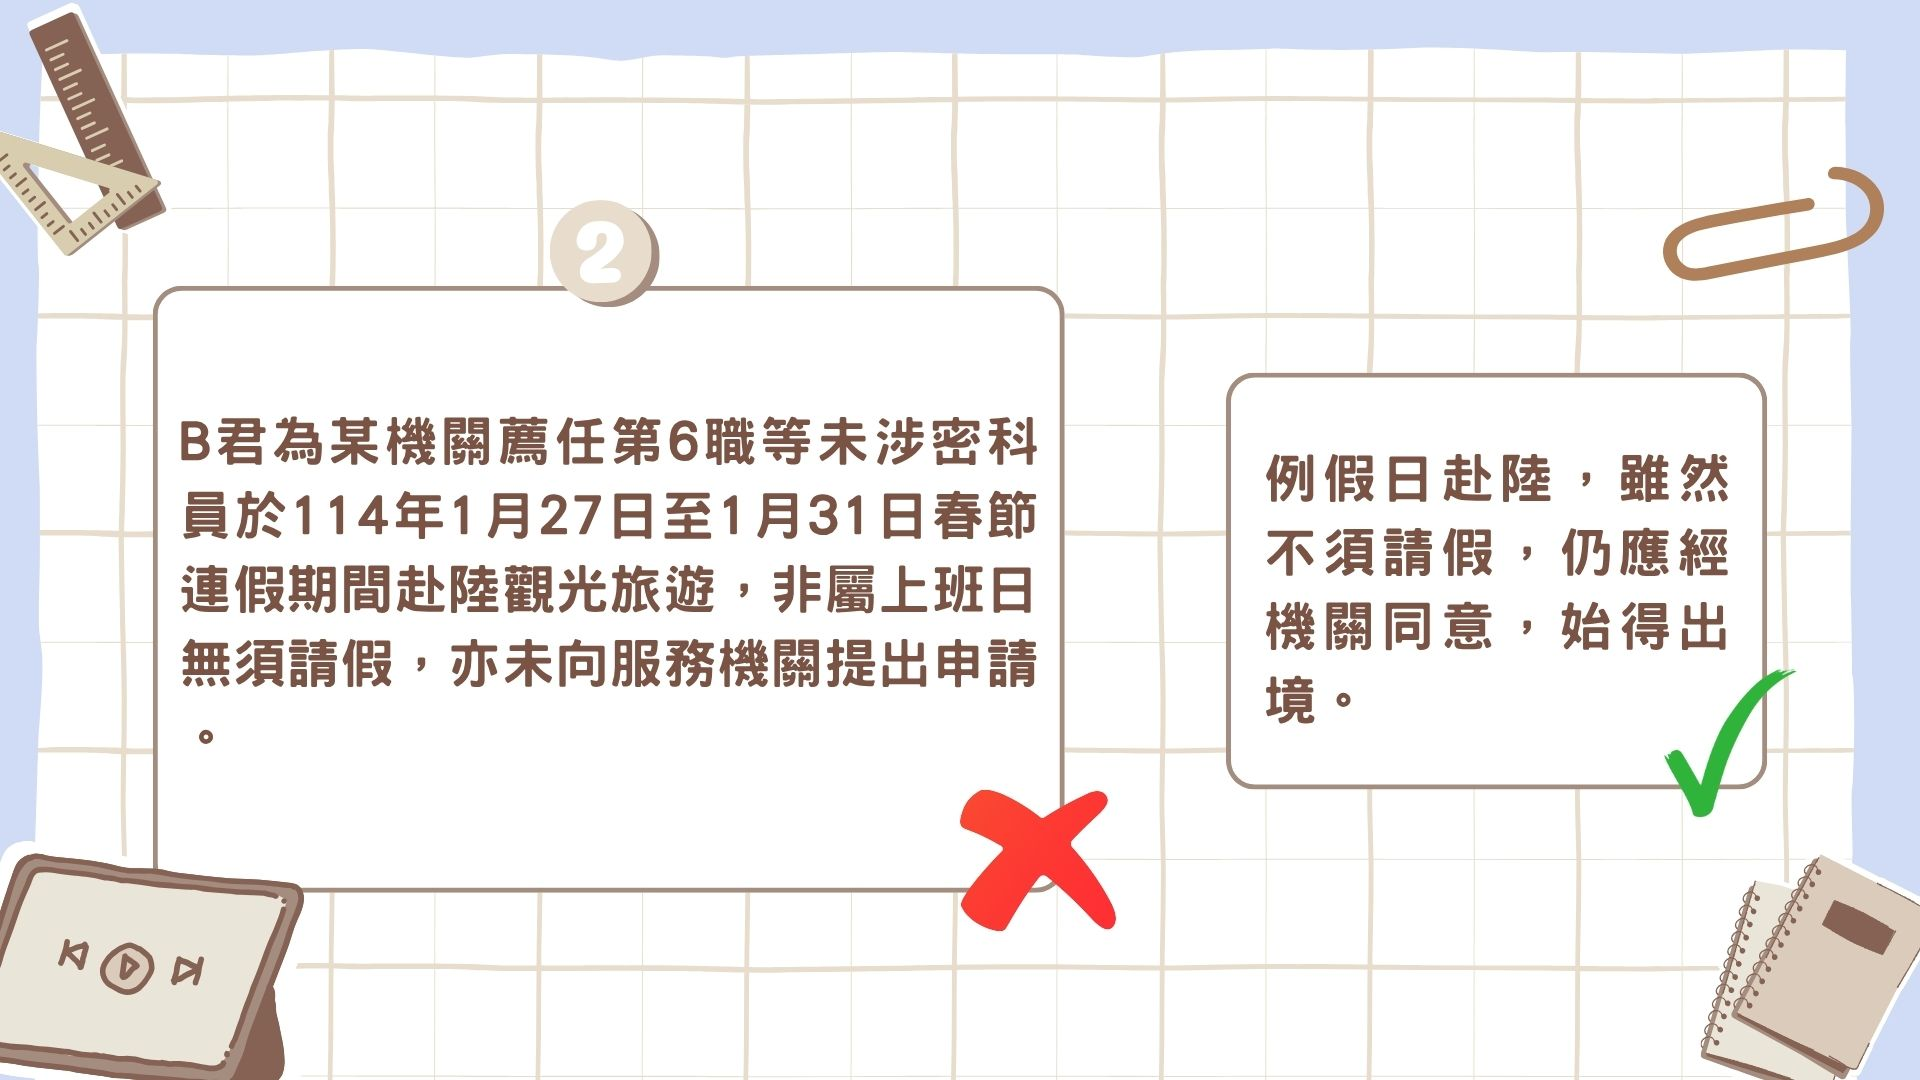 2
B君為某機關薦任第6職等未涉密科
員於114年1月27日至1月31日春節
連假期間赴陸觀光旅遊，非屬上班日
無須請假，亦未向服務機關提出申請
。
例假日赴陸，雖然
不須請假，仍應經
機關同意，始得出
境。